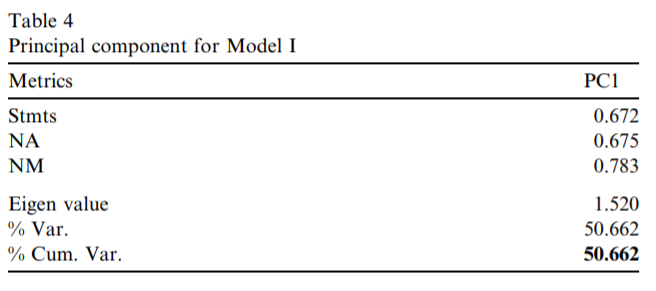 Table 4
Principal component for Model I
Metrics PC1
Stmts 0.672
NA 0.675
NM 0.783
Eigen value 1.520
% Var. 50.662
% Cum. Var. 50.662